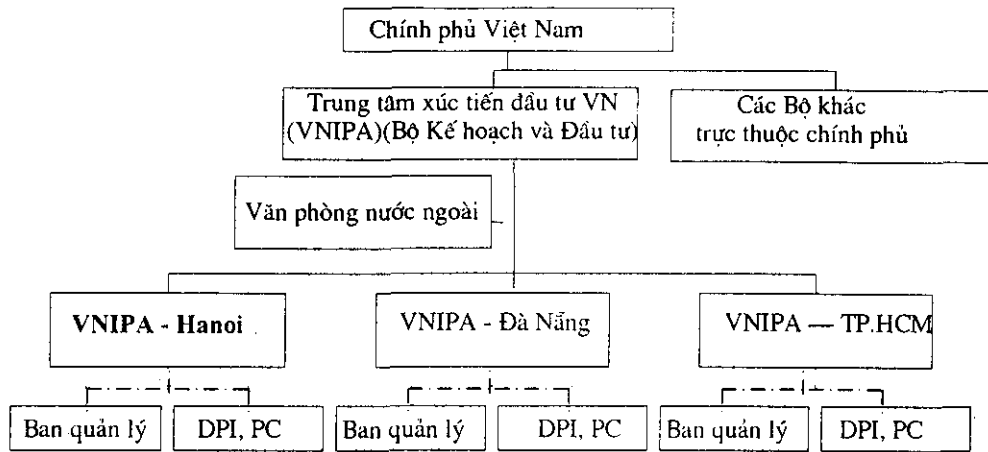 Chính phủ Việt Nam
Trung tâm xúc tiến đầu tư VN
(VNIPA)(Bộ Kế hoạch và Đầu tư)
Các Bộ khác
trực thuộc chính phủ
Văn phòng nước ngoài
VNIPA - Hanoi
VNIPA - Đà Nẵng
VNIPA — TP.HCM
Ban quản lý
DPI, PC
Ban quản lý
DPI, PC
Ban quản lý
DPI, PC